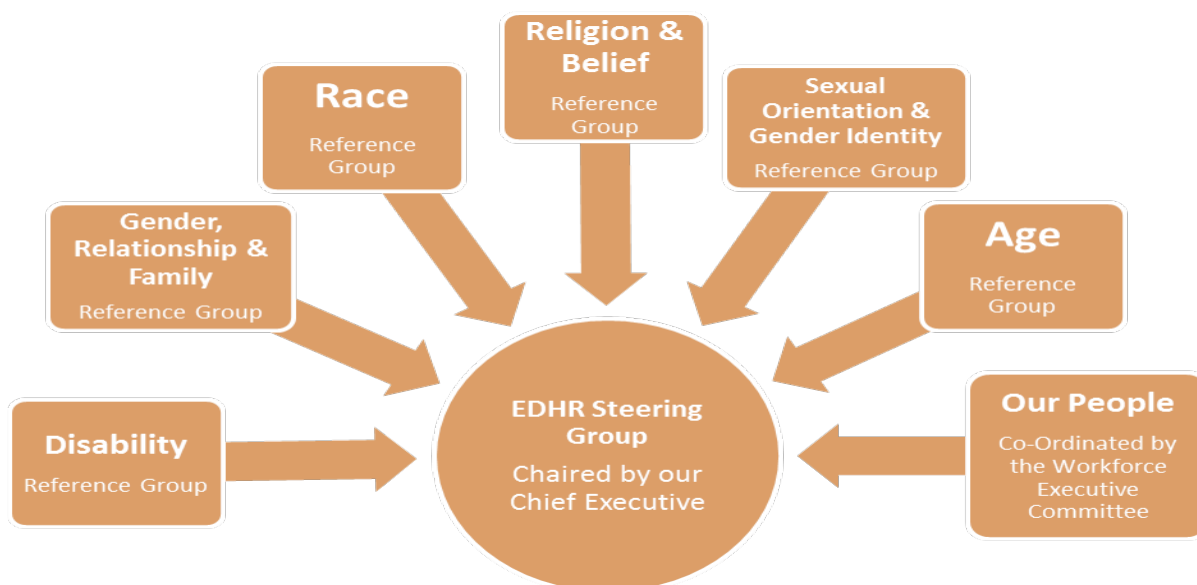 Religion &
Belief
Reference
Group
Race
Reference
Group
Sexual
Orientation &
Gender Identity
Reference Group
Gender,
Relationship &
Family
Reference Group
Age
Reference
Group
Disability
Reference Group
EDHR Steering
Group
Chaired by our
Chief Executive
Our People
Co-Ordinated by
the Workforce
Executive
Committee